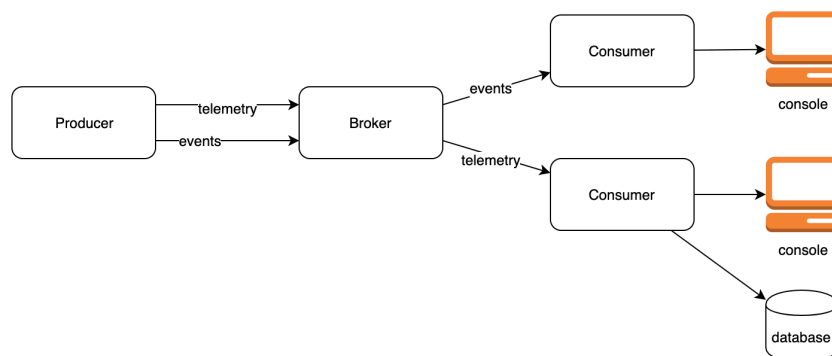 Producer
telemetry
events
Broker
events
telemetry
Consumer
console
Consumer
console
database